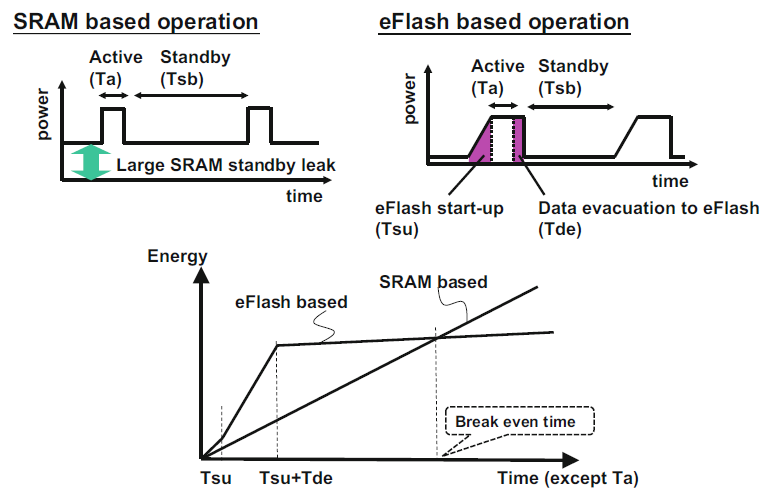 SRAM based operation
Active
(Ta)
Standby
(Tsb)
power
Large SRAM standby leak
time
eFlash based operation
Active
(Ta)
Standby
(Tsb)
power
time
eFlash start-up
(Tsu)
Data evacuation to eFlash
(Tde)
Energy
SRAM based
eFlash based
Break even time
Tsu
Tsu+Tde
Time (except Ta)